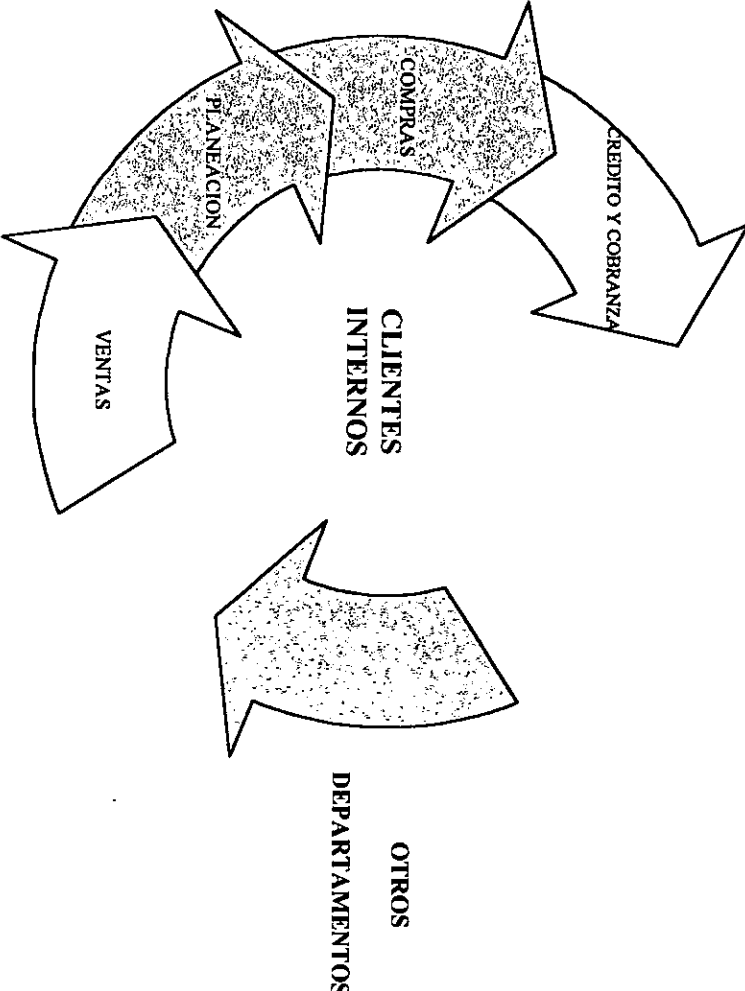 CREDITO Y COBRANZA
COMPRAS
PLANEACION
VENTAS
CLIENTES
INTERNOS
OTROS
DEPARTAMENTOS